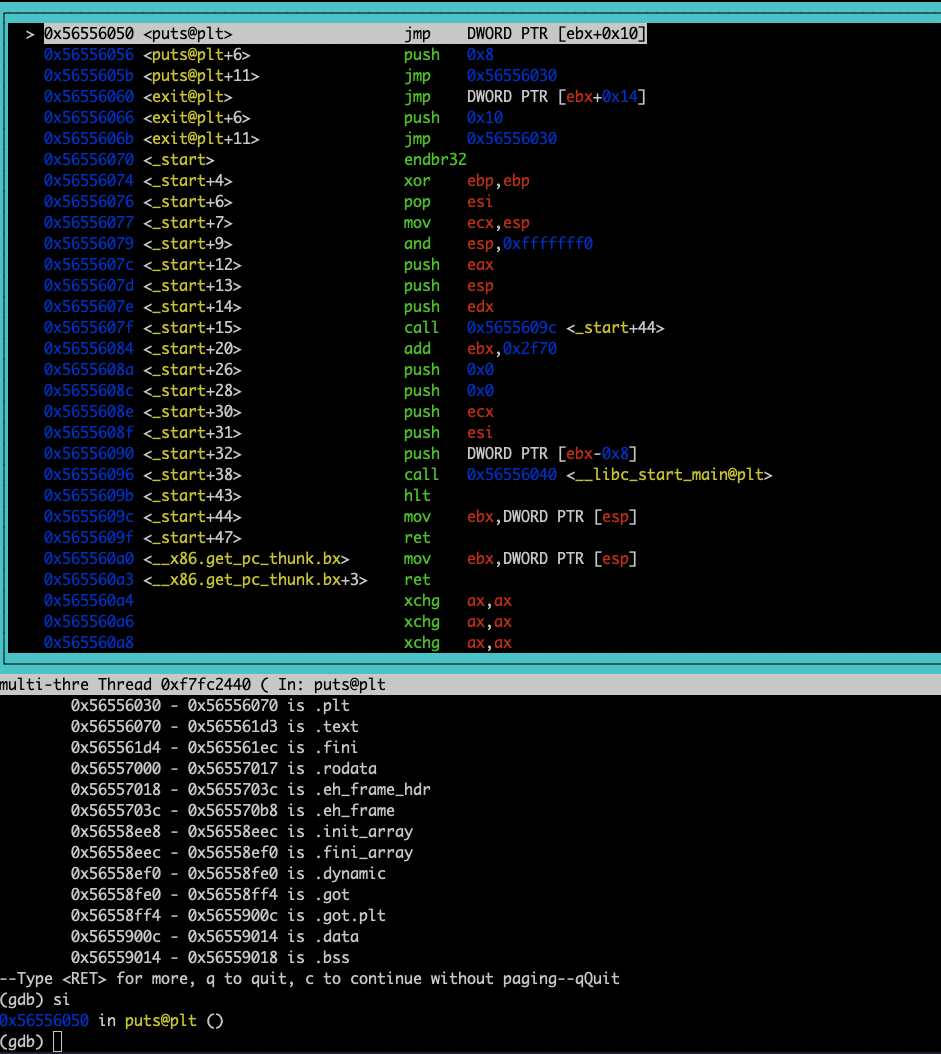 > 0x56556050 <puts@plt> jmp DWORD PTR [ebx+0x10]
0x56556056 <puts@plt+6> push 0x8
0x5655605b <puts@plt+11> jmp 0x56556030
0x56556060 <exit@plt> jmp DWORD PTR [ebx+0x14]
0x56556066 <exit@plt+6> push 0x10
0x5655606b <exit@plt+11> jmp 0x56556030
0x56556070 <_start> endbr32
0x56556074 <_start+4> xor ebp,ebp
0x56556076 <_start+6> pop esi
0x56556077 <_start+7> mov ecx,esp
0x56556079 <_start+9> and esp,0xfffffff0
0x5655607c <_start+12> push eax
0x5655607d <_start+13> push esp
0x5655607e <_start+14> push edx
0x5655607f <_start+15> call 0x5655609c <_start+44>
0x56556084 <_start+20> add ebx,0x2f70
0x5655608a <_start+26> push 0x0
0x5655608c <_start+28> push 0x0
0x5655608e <_start+30> push ecx
0x5655608f <_start+31> push esi
0x56556090 <_start+32> push DWORD PTR [ebx-0x8]
0x56556096 <_start+38> call 0x56556040 <__libc_start_main@plt>
0x5655609b <_start+43> hlt
0x5655609c <_start+44> mov ebx,DWORD PTR [esp]
0x5655609f <_start+47> ret
0x565560a0 <__x86.get_pc_thunk.bx> mov ebx,DWORD PTR [esp]
0x565560a3 <__x86.get_pc_thunk.bx+3> ret
0x565560a4 xchg ax,ax
0x565560a6 xchg ax,ax
0x565560a8 xchg ax,ax
multi-thre Thread 0xf7fc2440 ( In: puts@plt
0x56556030 - 0x56556070 is .plt
0x56556070 - 0x565561d3 is .text
0x565561d4 - 0x565561ec is .fini
0x56557000 - 0x56557017 is .rodata
0x56557018 - 0x5655703c is .eh_frame_hdr
0x5655703c - 0x565570b8 is .eh_frame
0x56558ee8 - 0x56558eec is .init_array
0x56558eec - 0x56558ef0 is .fini_array
0x56558ef0 - 0x56558fe0 is .dynamic
0x56558fe0 - 0x56558ff4 is .got
0x56558ff4 - 0x5655900c is .got.plt
0x5655900c - 0x56559014 is .data
0x56559014 - 0x56559018 is .bss
--Type <RET> for more, q to quit, c to continue without paging--qQuit
(gdb) si
0x56556050 in puts@plt ()
(gdb)